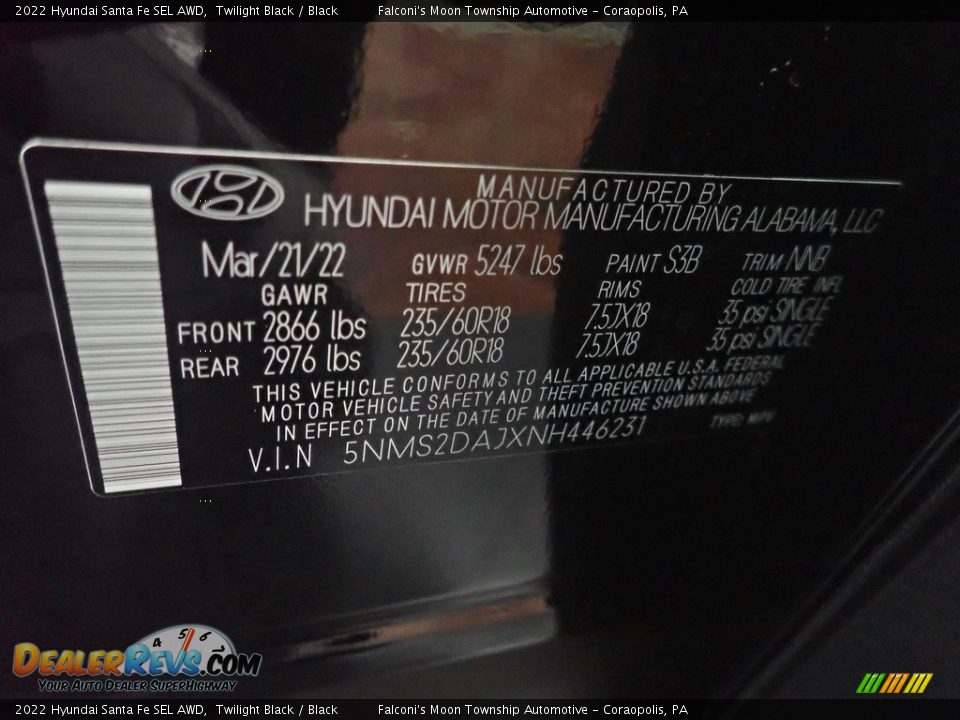 2022 Hyundai Santa Fe SEL AWD, Twilight Black / Black Falconi's Moon Township Automotive - Coraopolis, PA
MANUFACTURED BY
HYUNDAI MOTOR MANUFACTURING ALABAMA, LLC
Mar/21/22 GVWR 5247 lbs PAINT S3B TRIM NNB
GAWR TIRES RIMS COLD TIRE INFL
FRONT 2866 lbs 235/60R18 7.5JX18 35 psi SINGLE
REAR 2976 lbs 235/60R18 7.5JX18 35 psi SINGLE
THIS VEHICLE CONFORMS TO ALL APPLICABLE U.S.A. FEDERAL
MOTOR VEHICLE SAFETY AND THEFT PREVENTION STANDARDS
IN EFFECT ON THE DATE OF MANUFACTURE SHOWN ABOVE
V.I.N 5NMS2DAJXNH446231 TYPE: MPV
4 5 6
DEALERREVS.COM
YOUR AUTO DEALER SUPERHIGHWAY
2022 Hyundai Santa Fe SEL AWD, Twilight Black / Black Falconi's Moon Township Automotive - Coraopolis, PA